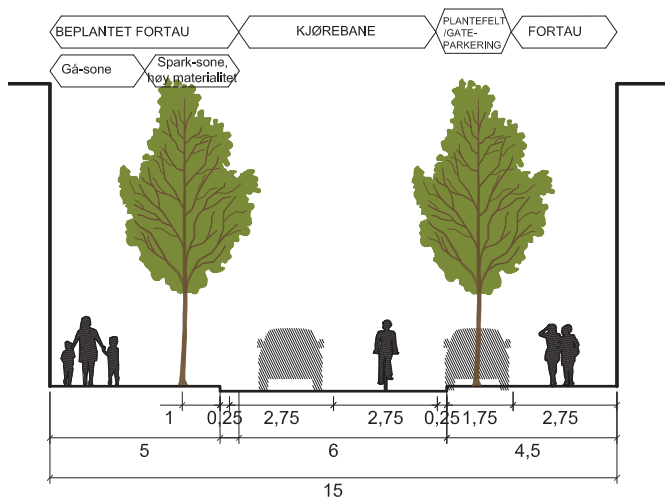 BEPLANTET FORTAU
KJØREBANE
PLANTEFELT
/GATE-
PARKERING
FORTAU
Gå-sone
Spark-sone,
høy materialitet
1
0,25
2,75
2,75
0,25
1,75
2,75
5
6
4,5
15